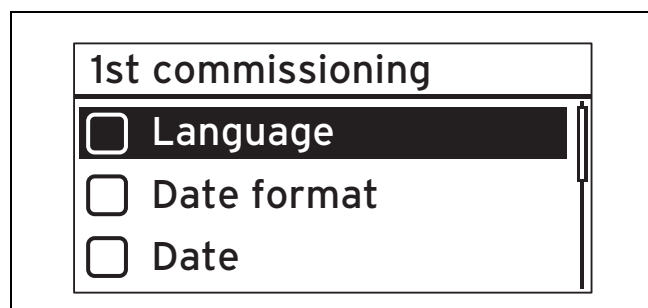 1st commissioning
Language
Date format
Date